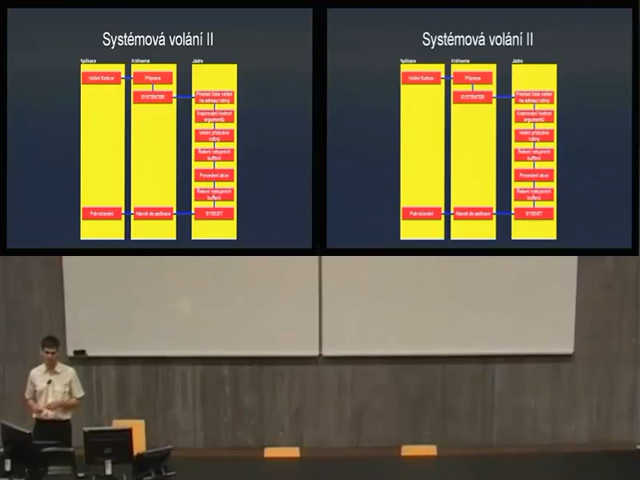 Systémová volání II
Aplikace
Knihovna
Jádro
Volání funkce
Příprava
SYSENTER
Převod čísla volání
na adresu rutiny
Kopírování hodnot
argumentů
Volání příslušné
rutiny
Řešení vstupních
bufferů
Provedení akce
Řešení výstupních
bufferů
Pokračování
Návrat do aplikace
SYSEXIT
Systémová volání II
Aplikace
Knihovna
Jádro
Volání funkce
Příprava
SYSENTER
Převod čísla volání
na adresu rutiny
Kopírování hodnot
argumentů
Volání příslušné
rutiny
Řešení vstupních
bufferů
Provedení akce
Řešení výstupních
bufferů
Pokračování
Návrat do aplikace
SYSEXIT